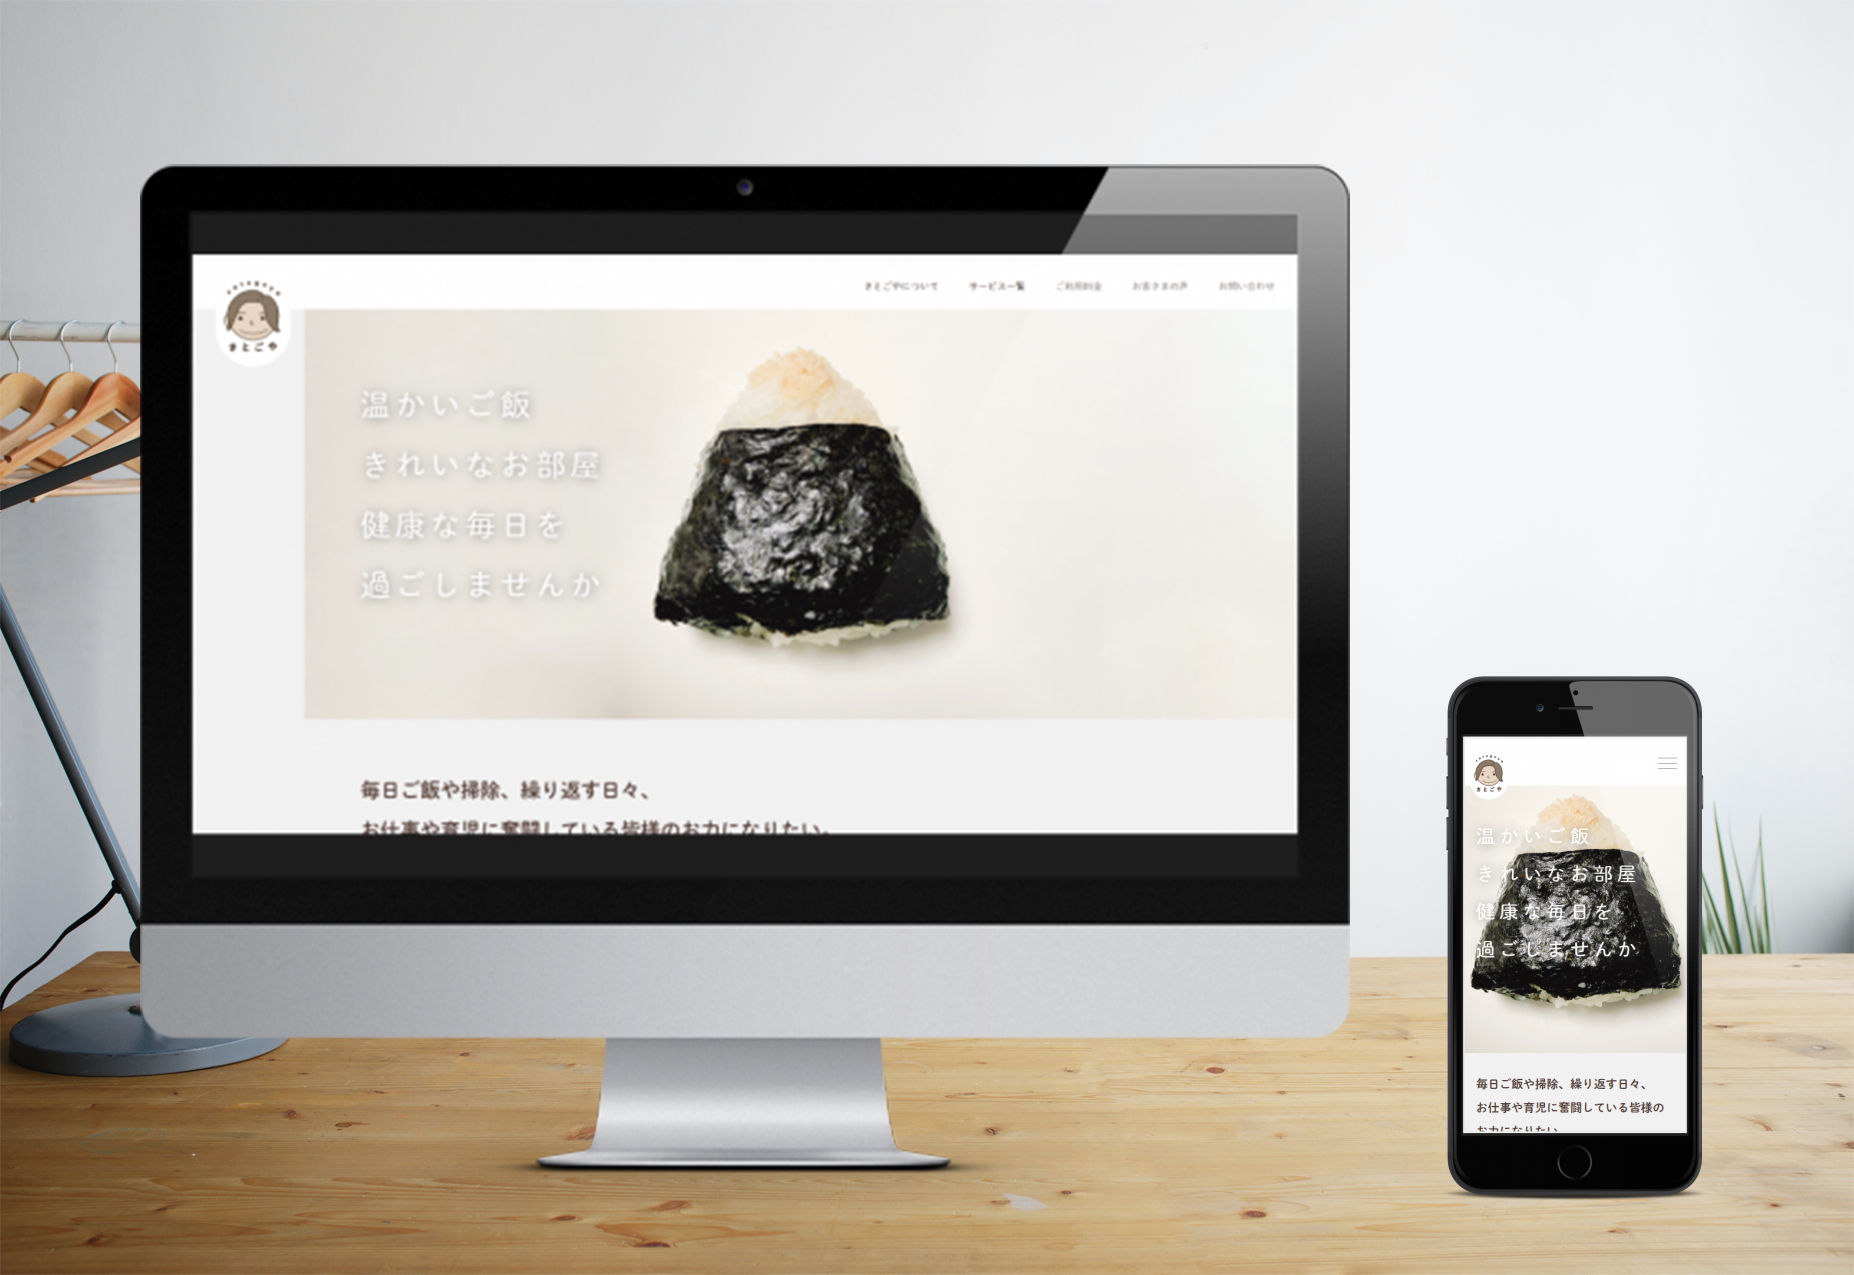 さとごや
さとごやについて サービス一覧 ご利用料金 お客さまの声 お問い合わせ
温かいご飯
きれいなお部屋
健康な毎日を
過ごしませんか
毎日ご飯や掃除、繰り返す日々、
お仕事や育児に奮闘している皆様のお力になりたい。
さとごや
温かいご飯
きれいなお部屋
健康な毎日を
過ごしませんか
毎日ご飯や掃除、繰り返す日々、
お仕事や育児に奮闘している皆様の
お力になりたい